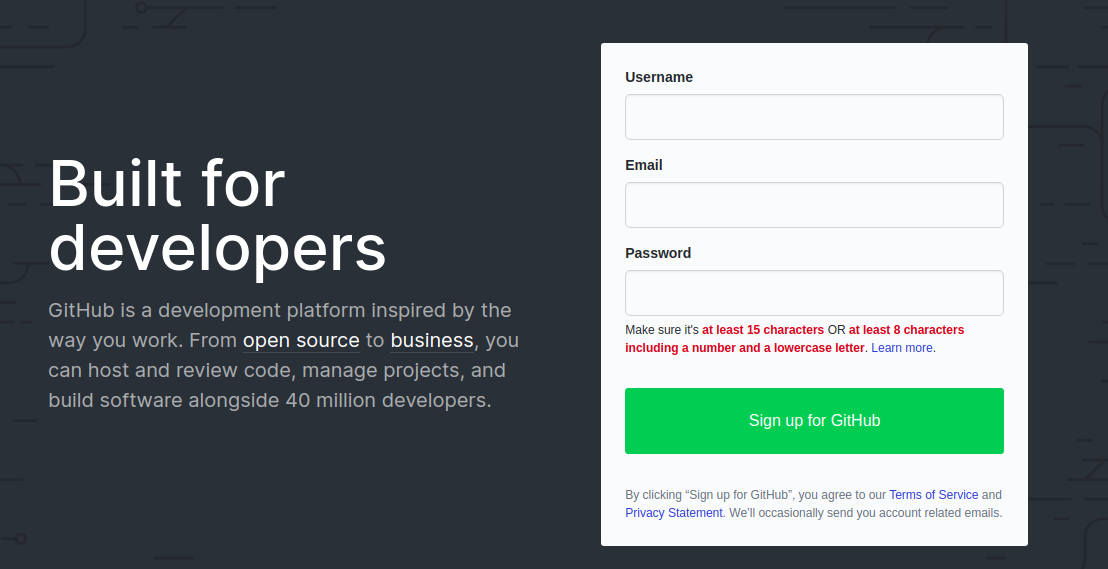 Built for
developers
GitHub is a development platform inspired by the
way you work. From open source to business, you
can host and review code, manage projects, and
build software alongside 40 million developers.
Username
Email
Password
Make sure it's at least 15 characters OR at least 8 characters
including a number and a lowercase letter. Learn more.
Sign up for GitHub
By clicking “Sign up for GitHub”, you agree to our Terms of Service and
Privacy Statement. We’ll occasionally send you account related emails.